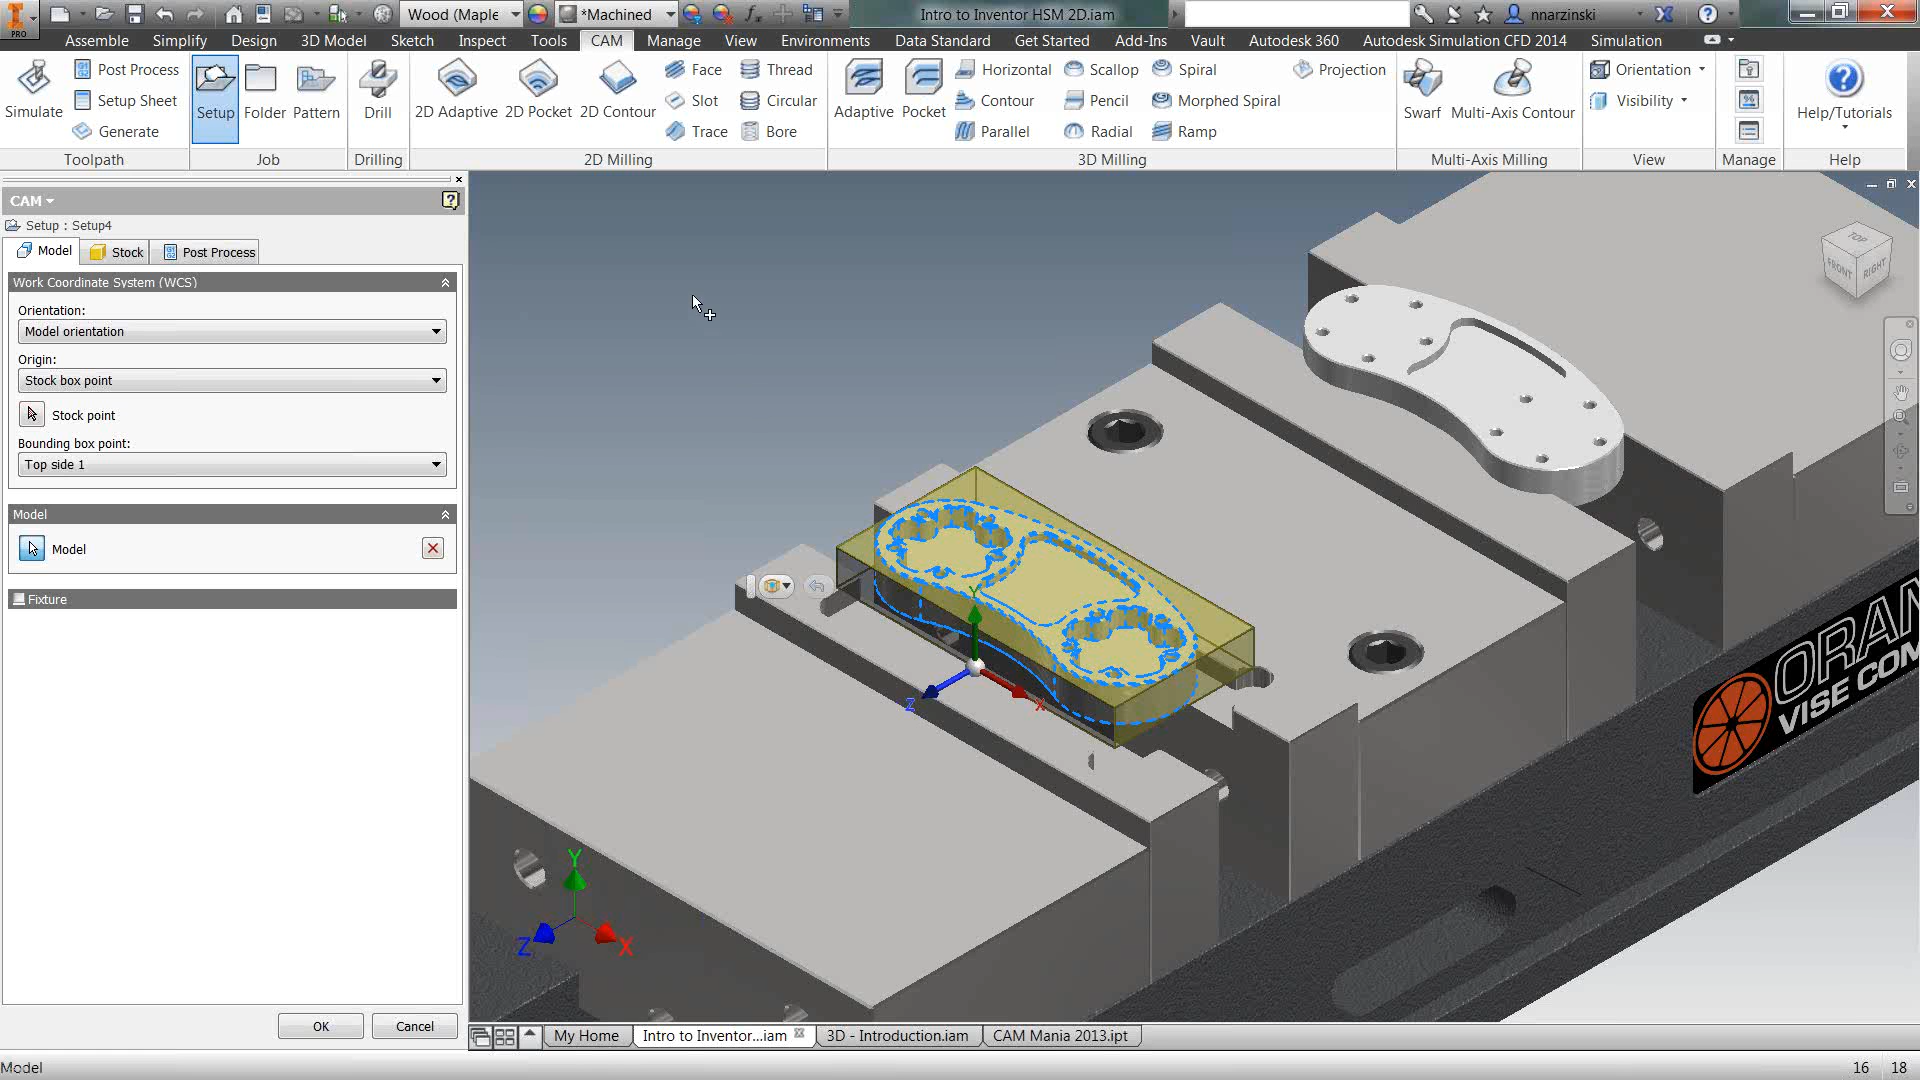 PRO
Wood (Maple
*Machined
Intro to Inventor HSM 2D.iam
nnarzinski
Assemble Simplify Design 3D Model Sketch Inspect Tools CAM Manage View Environments Data Standard Get Started Add-Ins Vault Autodesk 360 Autodesk Simulation CFD 2014 Simulation
Simulate
Post Process
Setup Sheet
Generate
Toolpath
Setup
Folder
Pattern
Job
Drill
Drilling
2D Adaptive
2D Pocket
2D Contour
Face
Slot
Trace
Thread
Circular
Bore
2D Milling
Adaptive
Pocket
Horizontal
Contour
Parallel
Scallop
Pencil
Radial
Spiral
Morphed Spiral
Ramp
Projection
3D Milling
Swarf
Multi-Axis Contour
Multi-Axis Milling
Orientation
Visibility
View
Manage
Help/Tutorials
Help
CAM
Setup : Setup4
Model
Stock
Post Process
Work Coordinate System (WCS)
Orientation:
Model orientation
Origin:
Stock box point
Stock point
Bounding box point:
Top side 1
Model
Model
Fixture
OK
Cancel
TOP
FRONT
RIGHT
Y
Z
X
Y
Z
X
ORAN
VISE COM
My Home
Intro to Inventor...iam
3D - Introduction.iam
CAM Mania 2013.ipt
Model
16
18